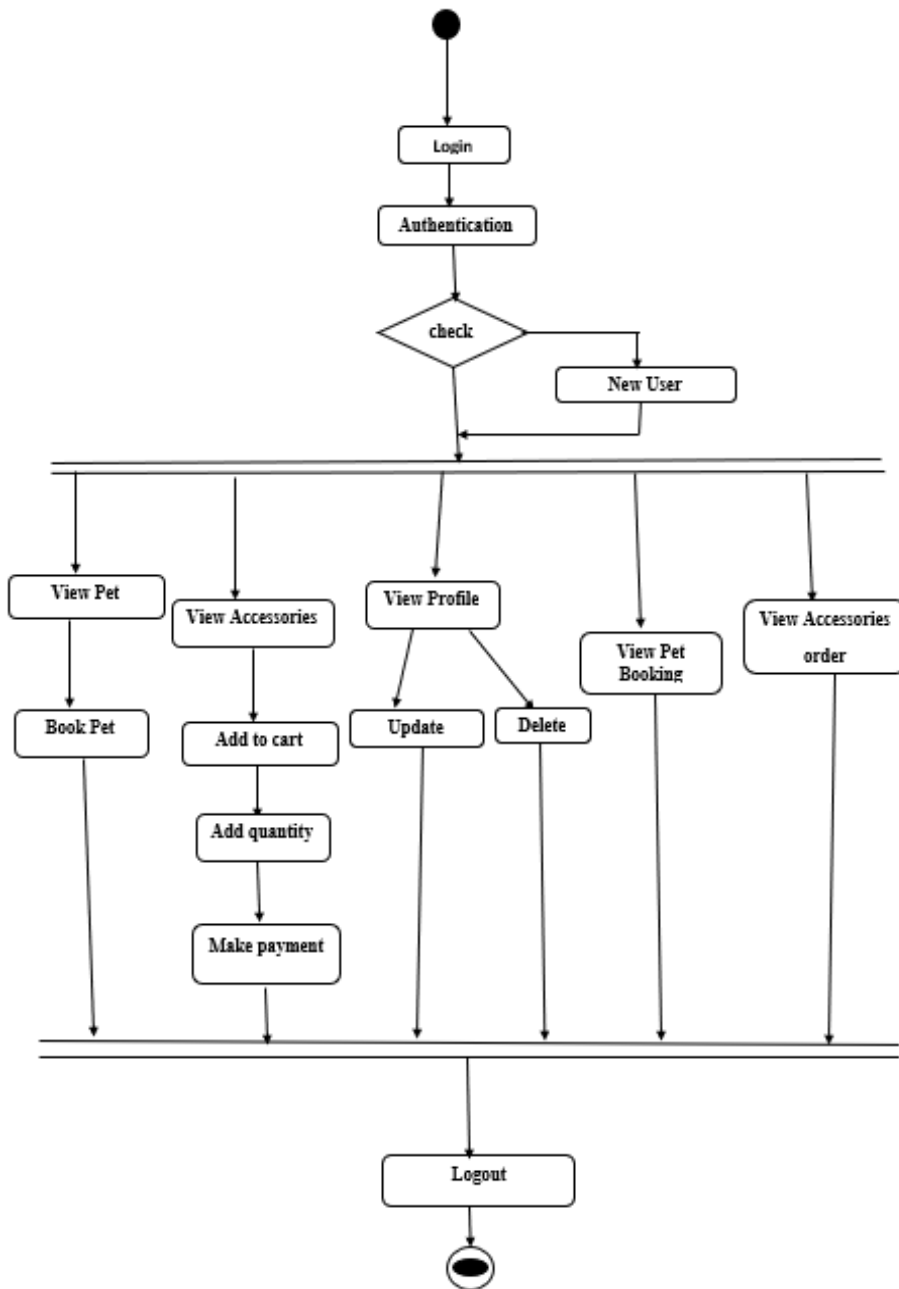 Login
Authentication
check
New User
View Pet
View Accessories
View Profile
View Pet
Booking
View Accessories
order
Book Pet
Add to cart
Update
Delete
Add quantity
Make payment
Logout